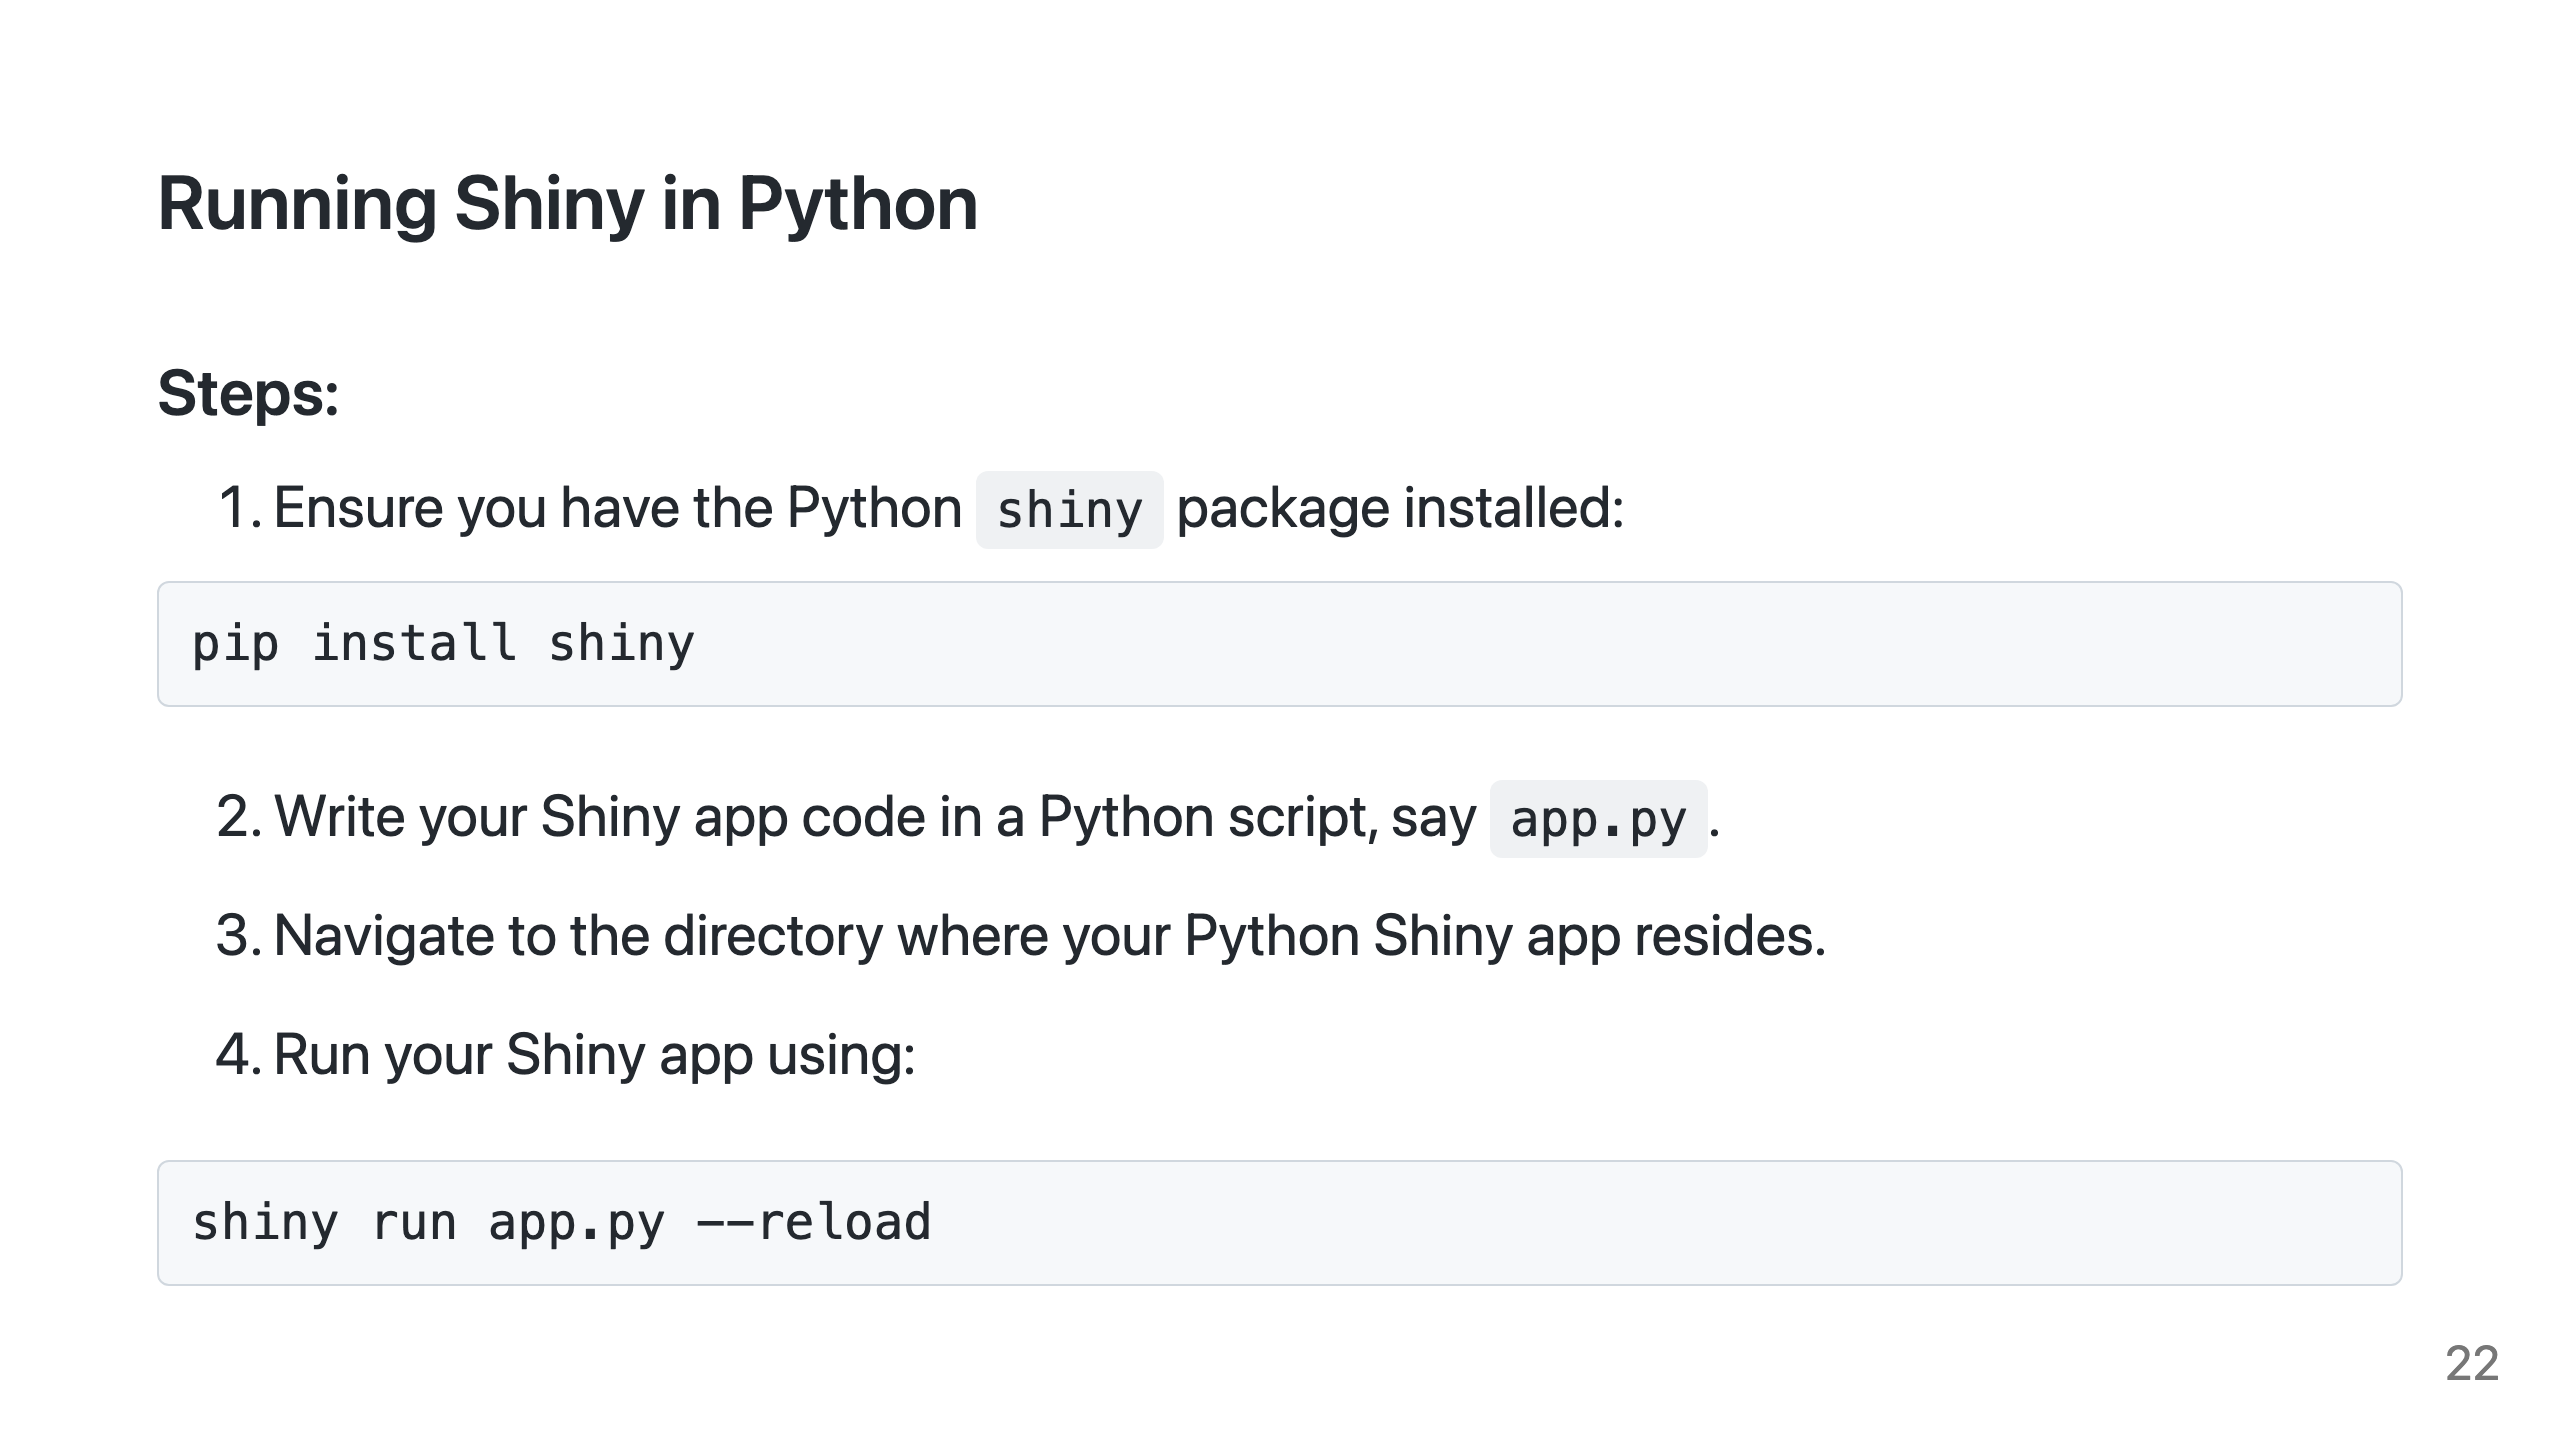 Running Shiny in Python
Steps:
1. Ensure you have the Python shiny package installed:
pip install shiny
2. Write your Shiny app code in a Python script, say app.py.
3. Navigate to the directory where your Python Shiny app resides.
4. Run your Shiny app using:
shiny run app.py --reload
22